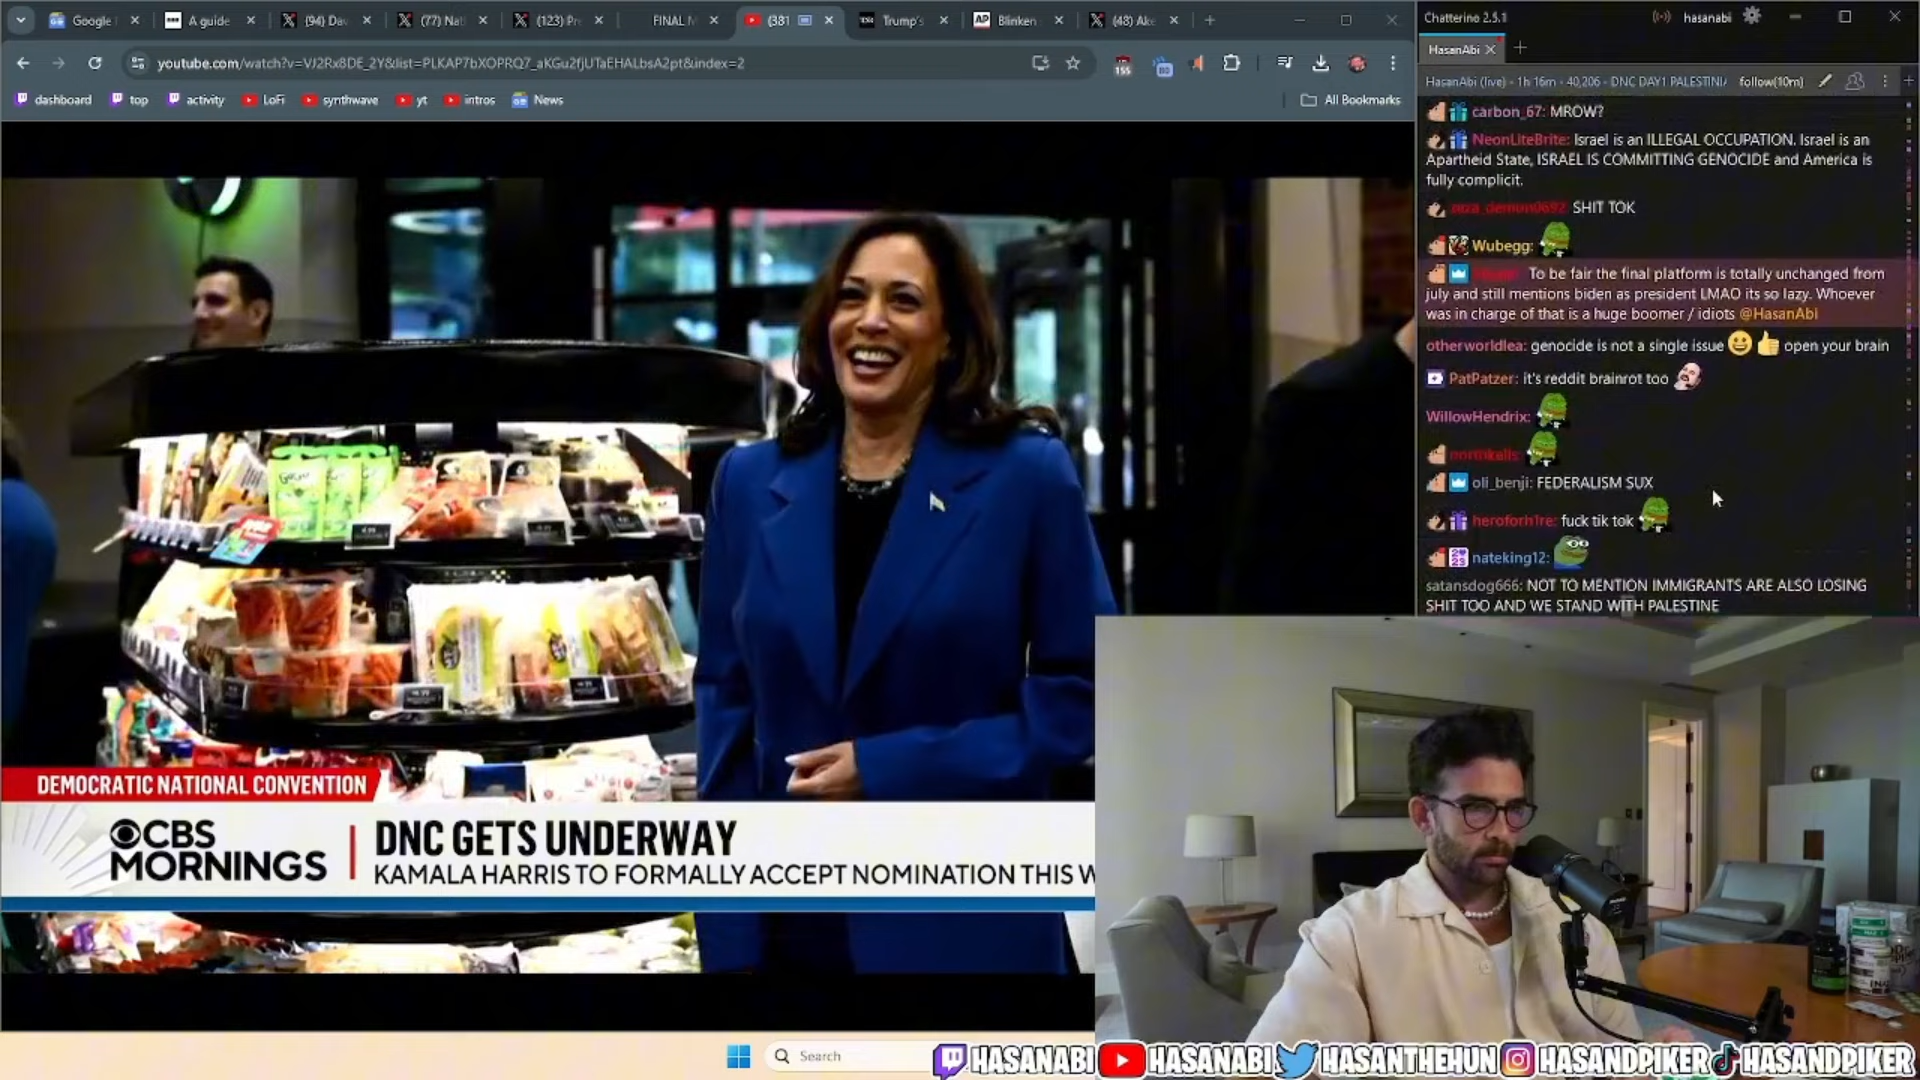 Google
A guide
(94) Dav
(77) Nat
(123) Pr
FINAL
(381
Trump's
Blinken
(48) Ake
youtube.com/watch?v=VJ2Rx8DE_2Y&list=PLKAP7bXOPRQ7_aKGu2fjUTaEHALbsA2pt&index=2
155
dashboard
top
activity
LoFi
synthwave
yt
intros
News
All Bookmarks
DEMOCRATIC NATIONAL CONVENTION
CBS
MORNINGS
DNC GETS UNDERWAY
KAMALA HARRIS TO FORMALLY ACCEPT NOMINATION THIS W
Chatterino 2.5.1
hasanabi
HasanAbi
HasanAbi (live) - 1h 16m - 40,206 - DNC DAY1 PALESTINI
follow(10m)
carbon_67: MROW?
NeonLiteBrite: Israel is an ILLEGAL OCCUPATION. Israel is an
Apartheid State, ISRAEL IS COMMITTING GENOCIDE and America is
fully complicit.
SHIT TOK
Wubegg:
To be fair the final platform is totally unchanged from
july and still mentions biden as president LMAO its so lazy. Whoever
was in charge of that is a huge boomer / idiots @HasanAbi
otherworldlea: genocide is not a single issue 😀 👍 open your brain
PatPatzer: it's reddit brainrot too
WillowHendrix:
northkells:
oli_benji: FEDERALISM SUX
heroforh1re: fuck tik tok
nateking12:
satansdog666: NOT TO MENTION IMMIGRANTS ARE ALSO LOSING
SHIT TOO AND WE STAND WITH PALESTINE
Search
HASANABI
HASANABI
HASANTHEHUN
HASANDPIKER
HASANDPIKER